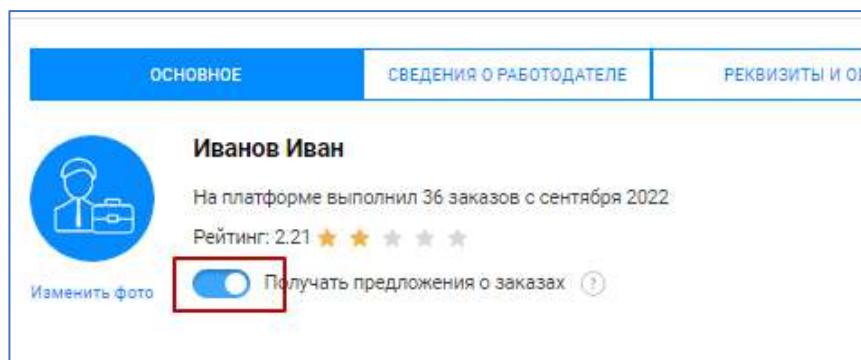 ОСНОВНОЕ
СВЕДЕНИЯ О РАБОТОДАТЕЛЕ
РЕКВИЗИТЫ И
Иванов Иван
На платформе выполнил 36 заказов с сентября 2022
Рейтинг: 2.21
Получать предложения о заказах ?
Изменить фото